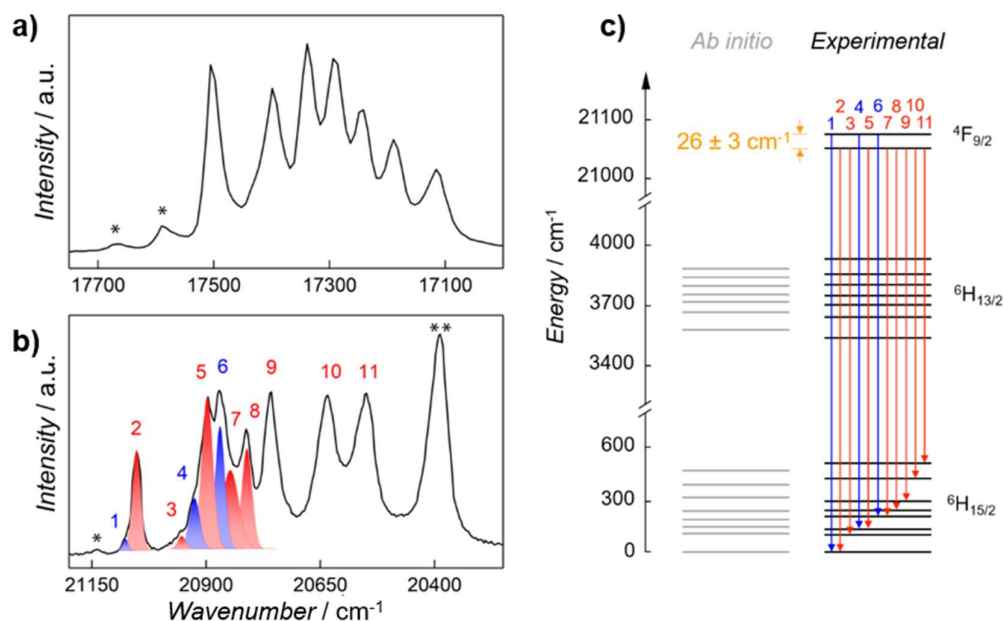 a)
Intensity / a.u.
*
*
17700
17500
17300
17100
b)
Intensity / a.u.
*
1
2
3
4
5
6
7
8
9
10
11
**
21150
20900
20650
20400
Wavenumber / cm-1
c)
Ab initio
Experimental
Energy / cm-1
21100
21000
4000
3700
3400
600
300
0
26 ± 3 cm-1
2 4 6 8 10
1 3 5 7 9 11
4F9/2
6H13/2
6H15/2